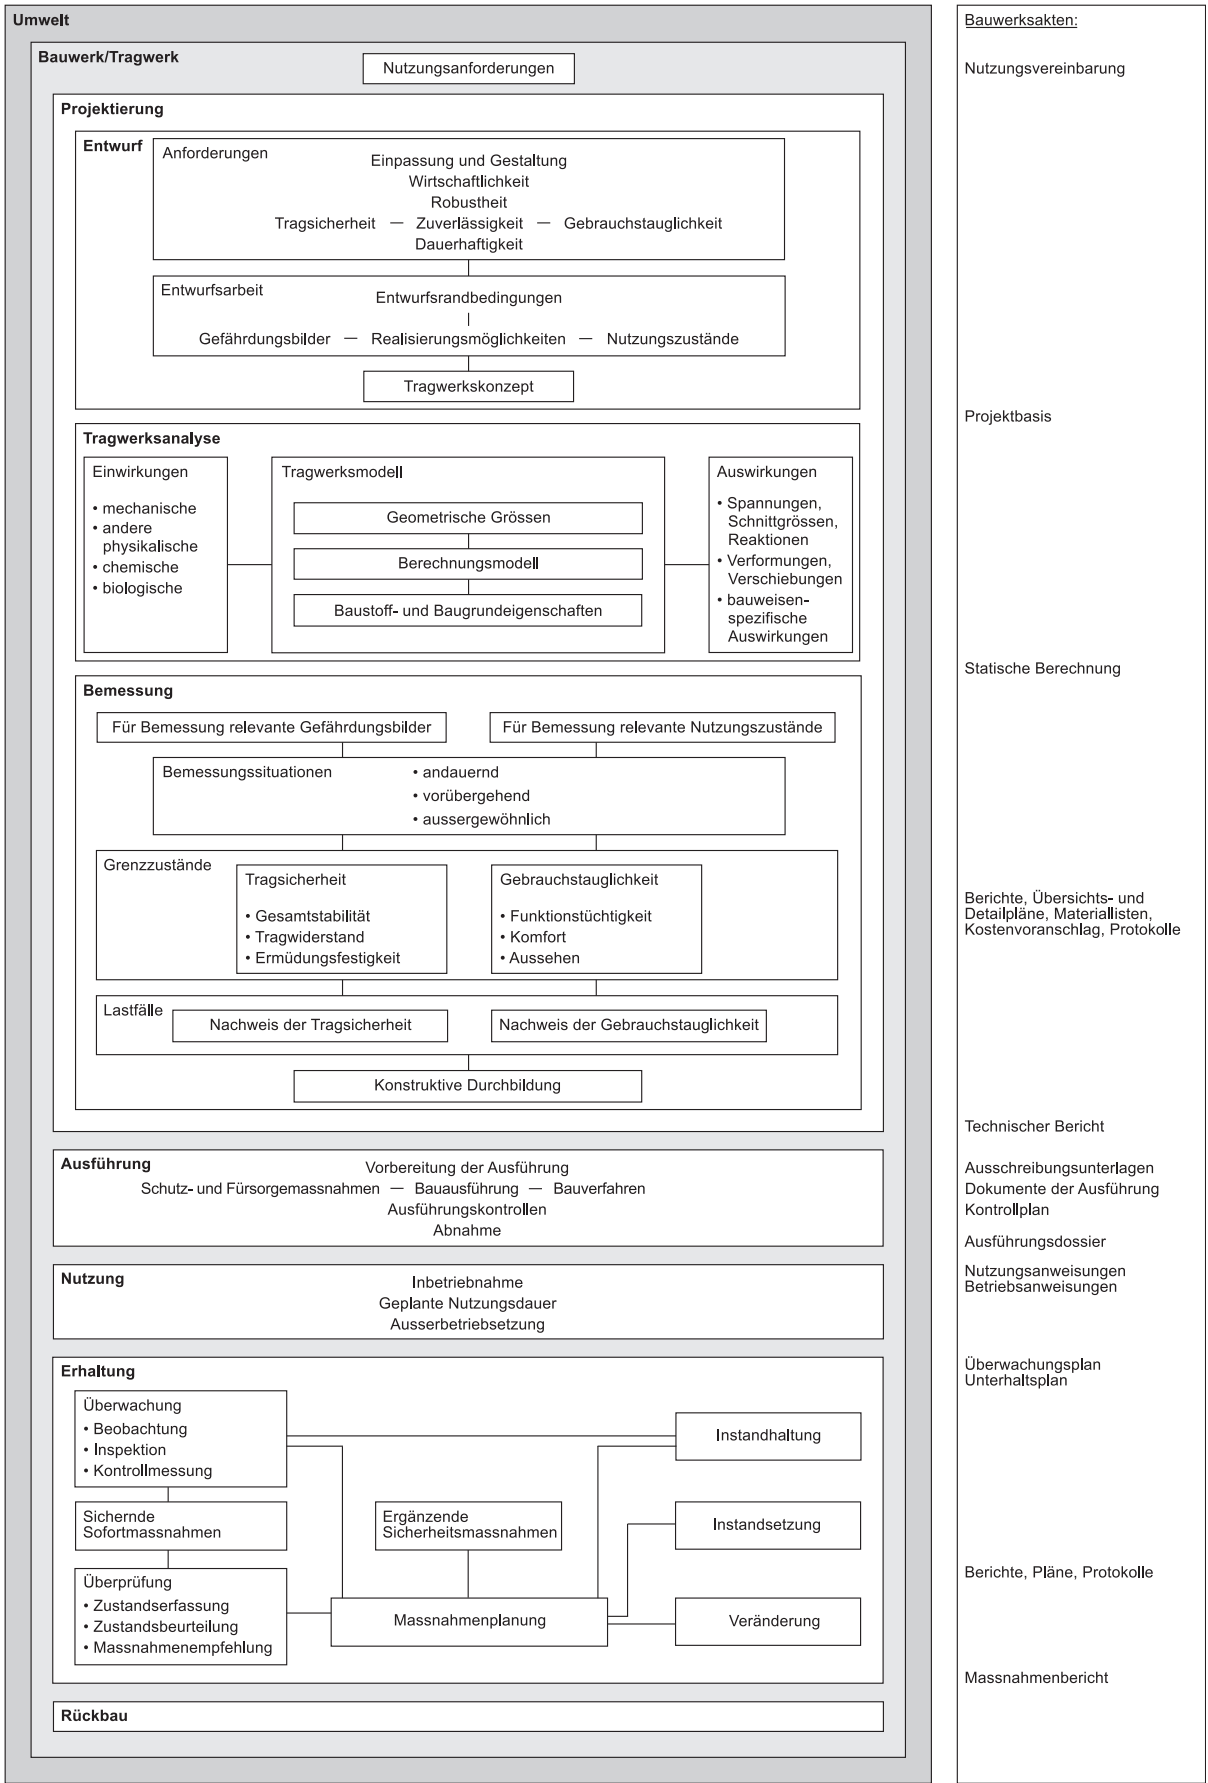 Umwelt
Bauwerk/Tragwerk
Nutzungsanforderungen
Projektierung
Entwurf
Anforderungen
Einpassung und Gestaltung
Wirtschaftlichkeit
Robustheit
Tragsicherheit — Zuverlässigkeit — Gebrauchstauglichkeit
Dauerhaftigkeit
Entwurfsarbeit
Entwurfsrandbedingungen
Gefährdungsbilder — Realisierungsmöglichkeiten — Nutzungszustände
Tragwerkskonzept
Tragwerksanalyse
Einwirkungen
• mechanische
• andere
physikalische
• chemische
• biologische
Tragwerksmodell
Geometrische Grössen
Berechnungsmodell
Baustoff- und Baugrundeigenschaften
Auswirkungen
• Spannungen,
Schnittgrössen,
Reaktionen
• Verformungen,
Verschiebungen
• bauweisen-
spezifische
Auswirkungen
Bemessung
Für Bemessung relevante Gefährdungsbilder
Für Bemessung relevante Nutzungszustände
Bemessungssituationen
• andauernd
• vorübergehend
• aussergewöhnlich
Grenzzustände
Tragsicherheit
• Gesamtstabilität
• Tragwiderstand
• Ermüdungsfestigkeit
Gebrauchstauglichkeit
• Funktionstüchtigkeit
• Komfort
• Aussehen
Lastfälle
Nachweis der Tragsicherheit
Nachweis der Gebrauchstauglichkeit
Konstruktive Durchbildung
Ausführung
Vorbereitung der Ausführung
Schutz- und Fürsorgemassnahmen — Bauausführung — Bauverfahren
Ausführungskontrollen
Abnahme
Nutzung
Inbetriebnahme
Geplante Nutzungsdauer
Ausserbetriebsetzung
Erhaltung
Überwachung
• Beobachtung
• Inspektion
• Kontrollmessung
Sichernde
Sofortmassnahmen
Überprüfung
• Zustandserfassung
• Zustandsbeurteilung
• Massnahmenempfehlung
Ergänzende
Sicherheitsmassnahmen
Massnahmenplanung
Instandhaltung
Instandsetzung
Veränderung
Rückbau
Bauwerksakten:
Nutzungsvereinbarung
Projektbasis
Statische Berechnung
Berichte, Übersichts- und
Detailpläne, Materiallisten,
Kostenvoranschlag, Protokolle
Technischer Bericht
Ausschreibungsunterlagen
Dokumente der Ausführung
Kontrollplan
Ausführungsdossier
Nutzungsanweisungen
Betriebsanweisungen
Überwachungsplan
Unterhaltsplan
Berichte, Pläne, Protokolle
Massnahmenbericht